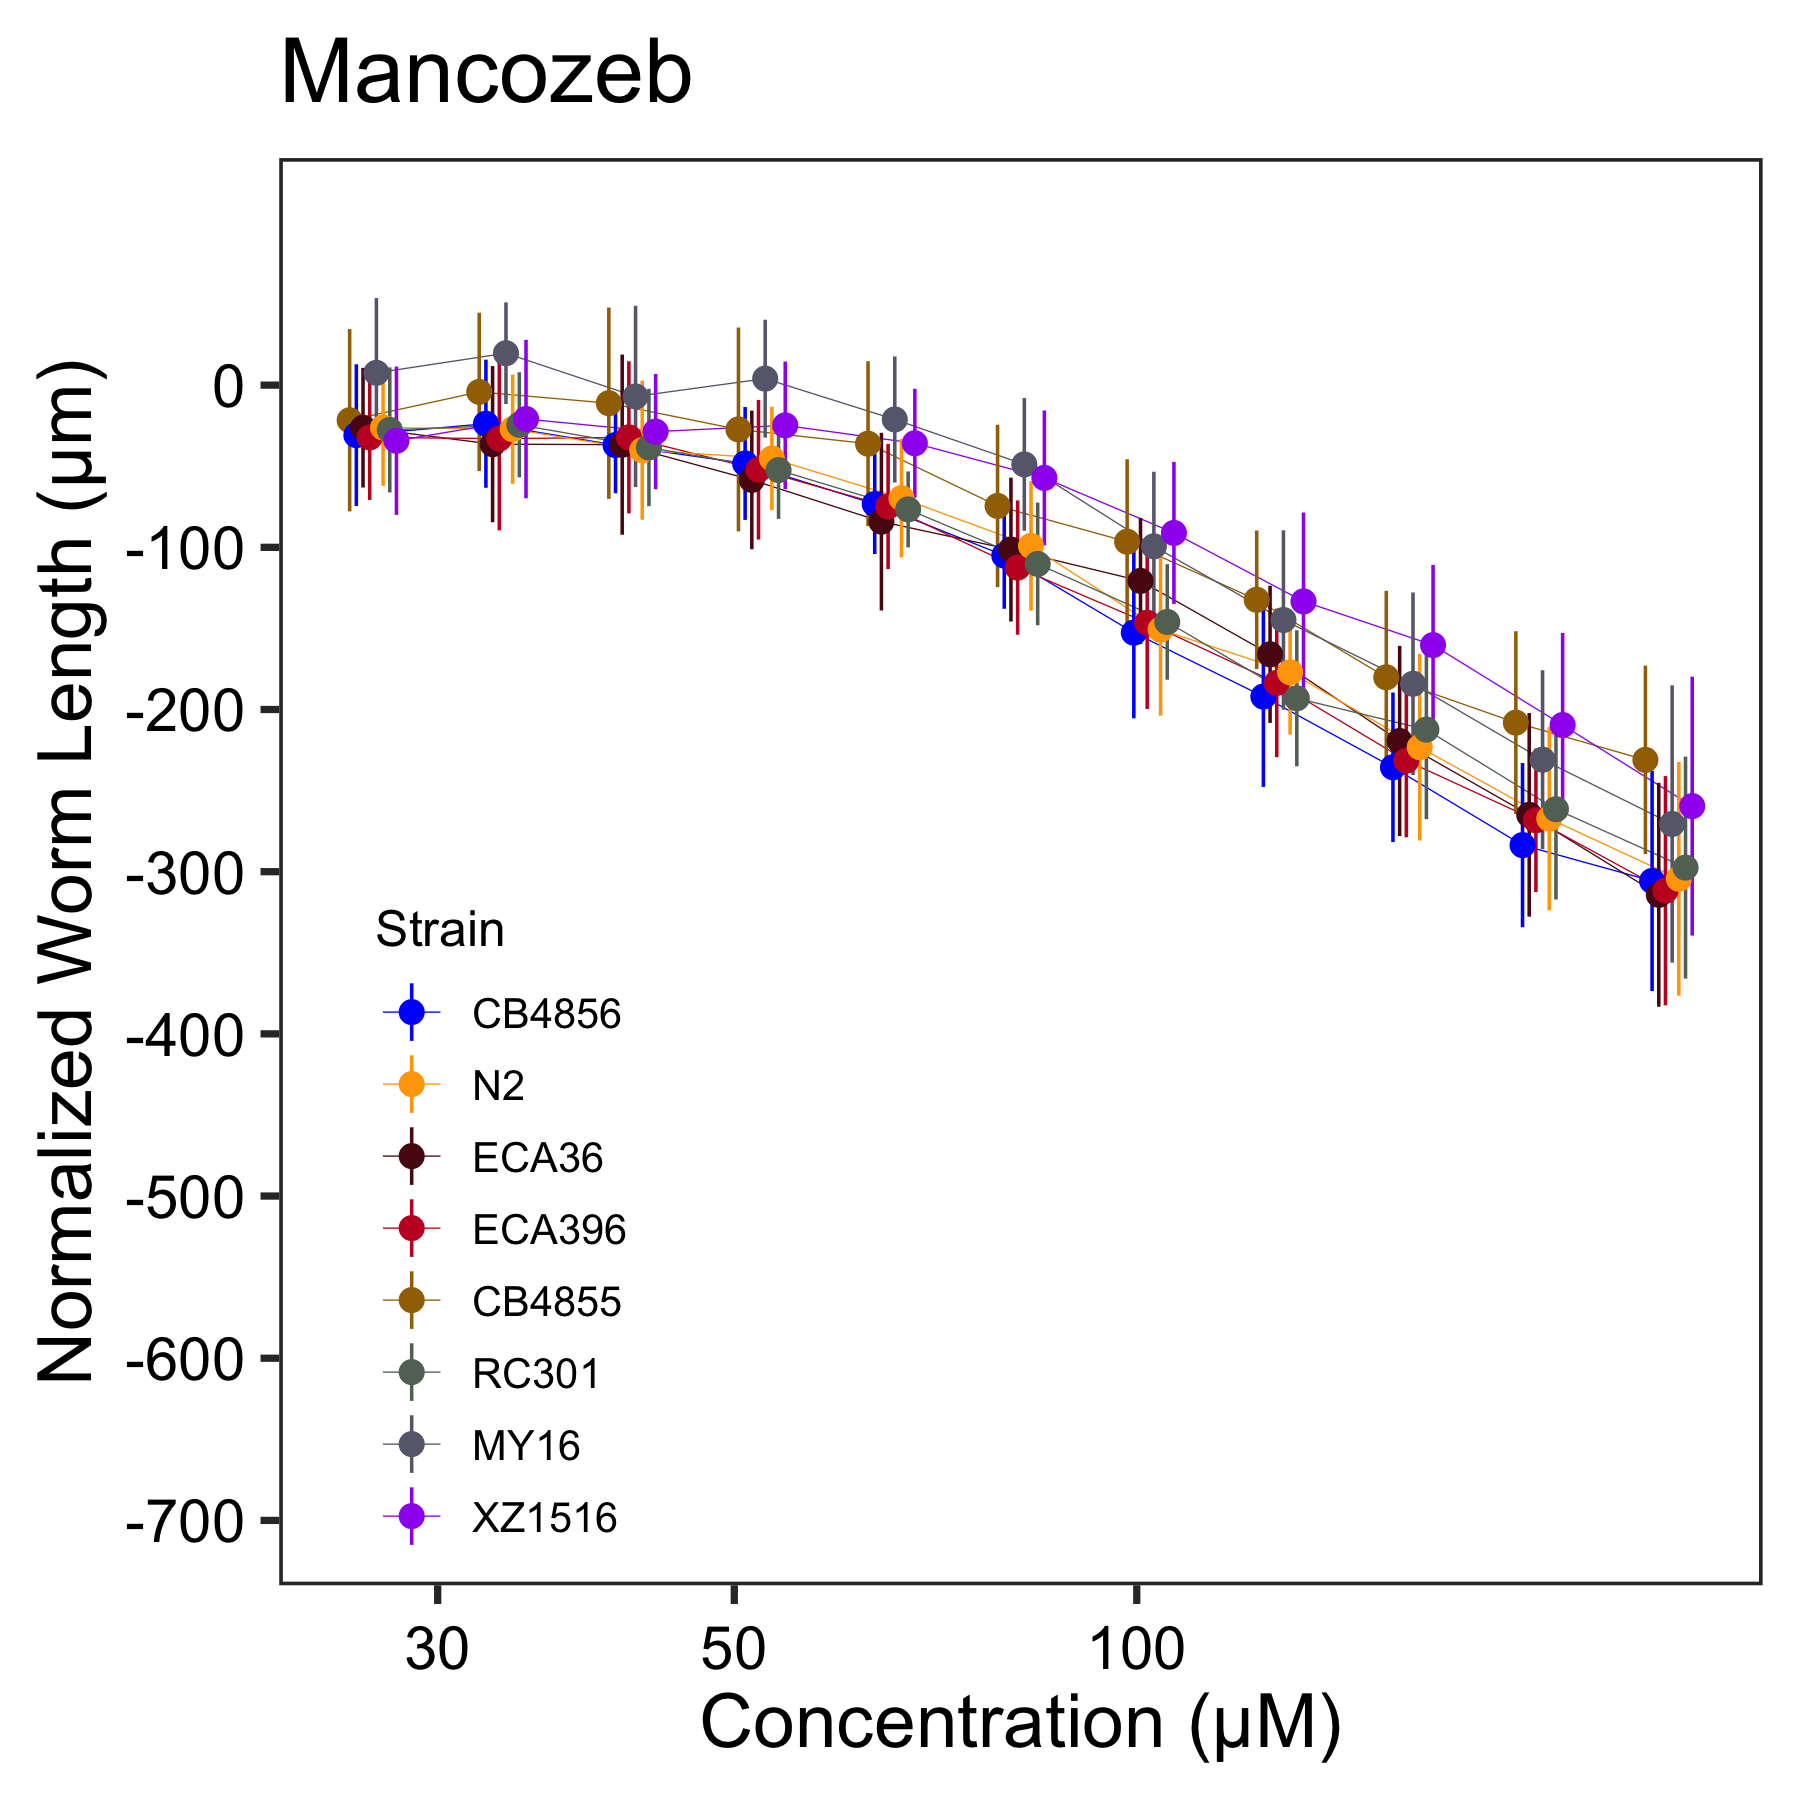 Mancozeb
Normalized Worm Length (µm)
0
-100
-200
-300
-400
-500
-600
-700
Strain
CB4856
N2
ECA36
ECA396
CB4855
RC301
MY16
XZ1516
30 50 100
Concentration (µM)